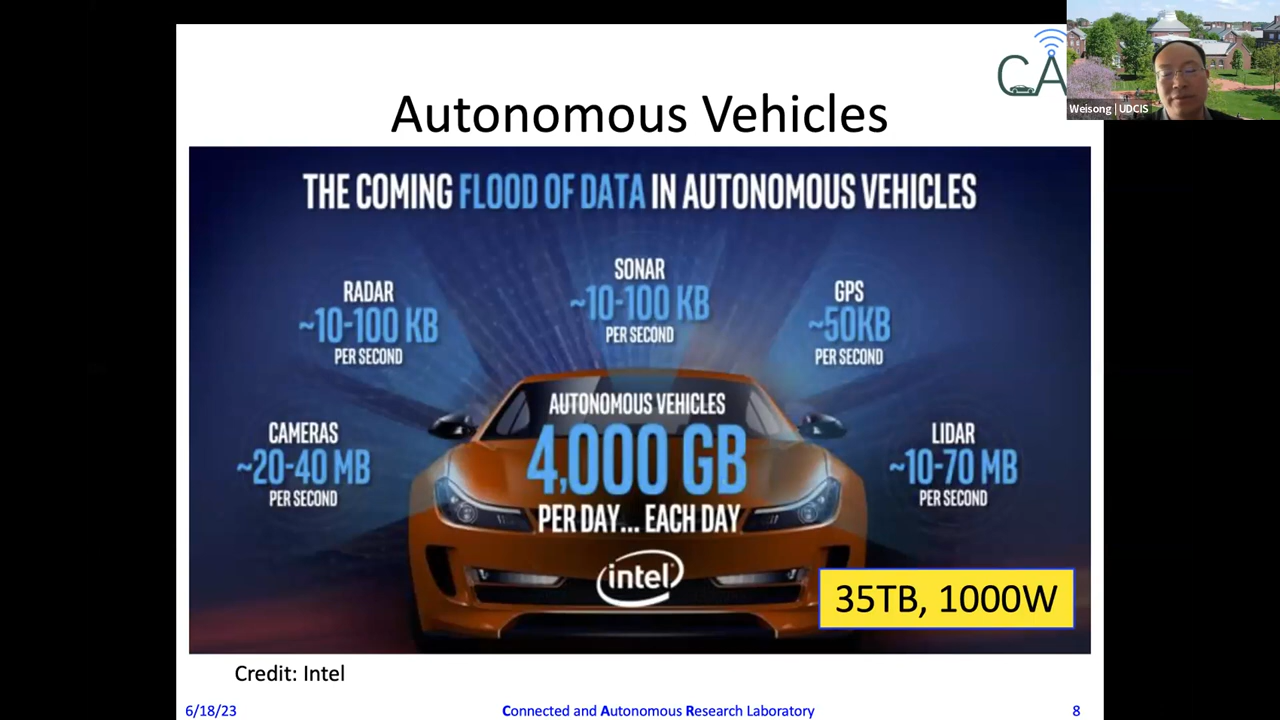 CA
Weisong | UDCIS
Autonomous Vehicles
THE COMING FLOOD OF DATA IN AUTONOMOUS VEHICLES
SONAR
~10-100 KB
PER SECOND
RADAR
~10-100 KB
PER SECOND
GPS
~50KB
PER SECOND
AUTONOMOUS VEHICLES
4,000 GB
PER DAY... EACH DAY
CAMERAS
~20-40 MB
PER SECOND
LIDAR
~10-70 MB
PER SECOND
intel
35TB, 1000W
Credit: Intel
6/18/23
Connected and Autonomous Research Laboratory
8